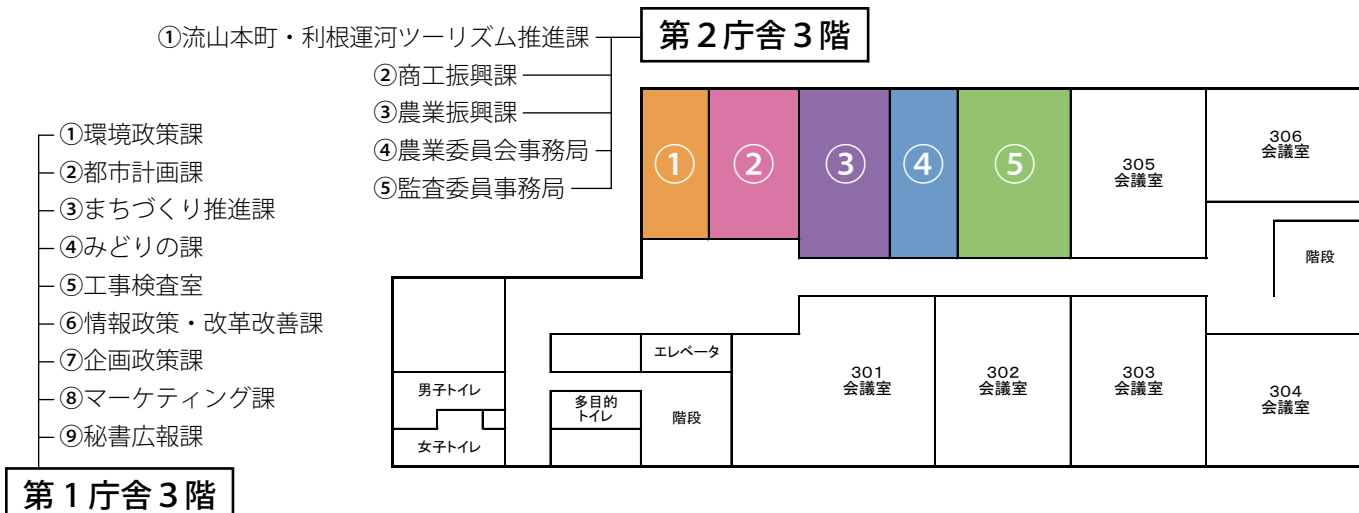 第２庁舎３階
①流山本町・利根運河ツーリズム推進課
②商工振興課
③農業振興課
④農業委員会事務局
⑤監査委員事務局
①環境政策課
②都市計画課
③まちづくり推進課
④みどりの課
⑤工事検査室
⑥情報政策・改革改善課
⑦企画政策課
⑧マーケティング課
⑨秘書広報課
第１庁舎３階
①
②
③
④
⑤
305
会議室
306
会議室
階段
エレベータ
男子トイレ
女子トイレ
多目的
トイレ
階段
301
会議室
302
会議室
303
会議室
304
会議室